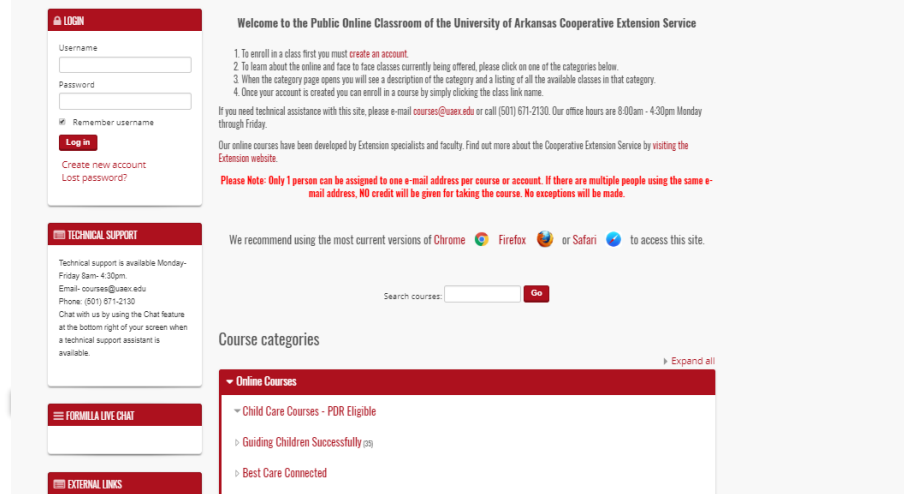 LOGIN
Username
Password
Remember username
Log in
Create new account
Lost password?
TECHNICAL SUPPORT
Technical support is available Monday-
Friday 8am- 4:30pm.
Email- courses@uaex.edu
Phone: (501) 671-2130
Chat with us by using the Chat feature
at the bottom right of your screen when
a technical support assistant is
available.
FORMILLA LIVE CHAT
EXTERNAL LINKS
Welcome to the Public Online Classroom of the University of Arkansas Cooperative Extension Service
1. To enroll in a class first you must create an account.
2. To learn about the online and face to face classes currently being offered, please click on one of the categories below.
3. When the category page opens you will see a description of the category and a listing of all the available classes in that category.
4. Once your account is created you can enroll in a course by simply clicking the class link name.
If you need technical assistance with this site, please e-mail courses@uaex.edu or call (501) 671-2130. Our office hours are 8:00am - 4:30pm Monday
through Friday.
Our online courses have been developed by Extension specialists and faculty. Find out more about the Cooperative Extension Service by visiting the
Extension website.
Please Note: Only 1 person can be assigned to one e-mail address per course or account. If there are multiple people using the same e-
mail address, NO credit will be given for taking the course. No exceptions will be made.
We recommend using the most current versions of Chrome Firefox or Safari to access this site.
Search courses: Go
Course categories
Expand all
Online Courses
Child Care Courses - PDR Eligible
Guiding Children Successfully (35)
Best Care Connected